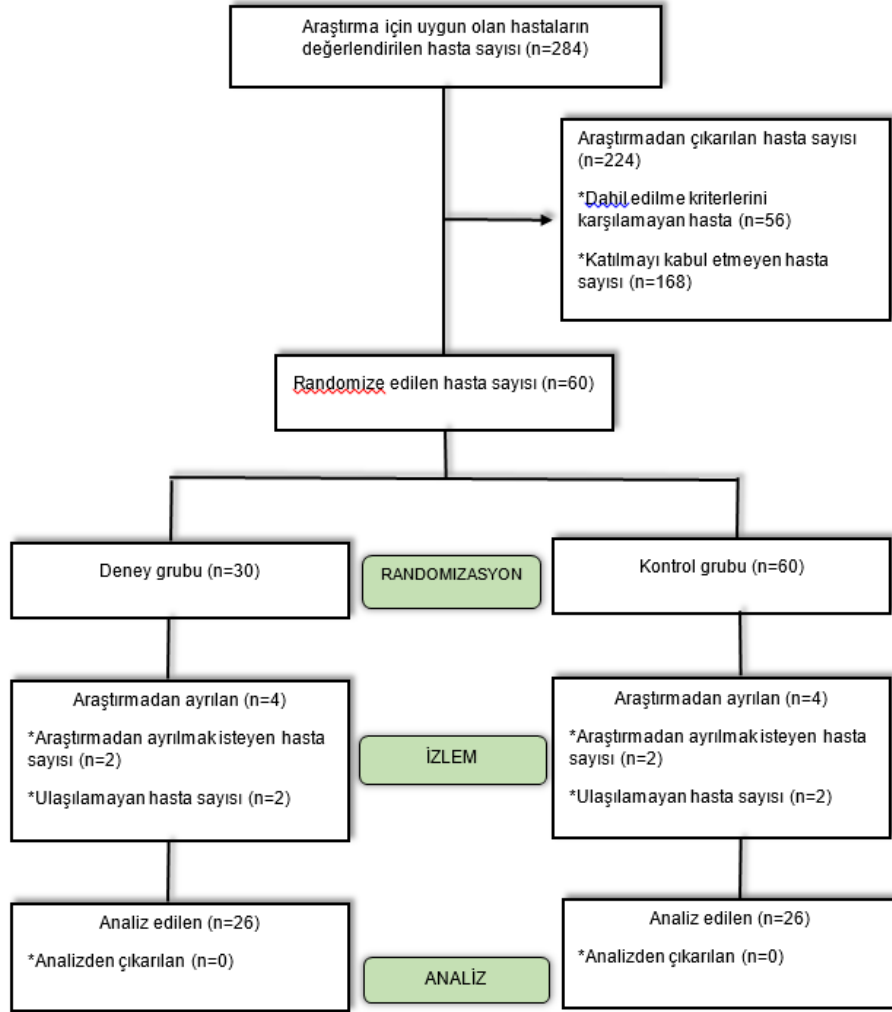 Araştırma için uygun olan hastaların
değerlendirilen hasta sayısı (n=284)
Araştırmadan çıkarılan hasta sayısı
(n=224)
*Dahil edilme kriterlerini
karşılamayan hasta (n=56)
*Katılmayı kabul etmeyen hasta
sayısı (n=168)
Randomize edilen hasta sayısı (n=60)
Deney grubu (n=30)
RANDOMIZASYON
Kontrol grubu (n=60)
Araştırmadan ayrılan (n=4)
*Araştırmadan ayrılmak isteyen hasta
sayısı (n=2)
*Ulaşılamayan hasta sayısı (n=2)
İZLEM
Araştırmadan ayrılan (n=4)
*Araştırmadan ayrılmak isteyen hasta
sayısı (n=2)
*Ulaşılamayan hasta sayısı (n=2)
Analiz edilen (n=26)
*Analizden çıkarılan (n=0)
ANALİZ
Analiz edilen (n=26)
*Analizden çıkarılan (n=0)